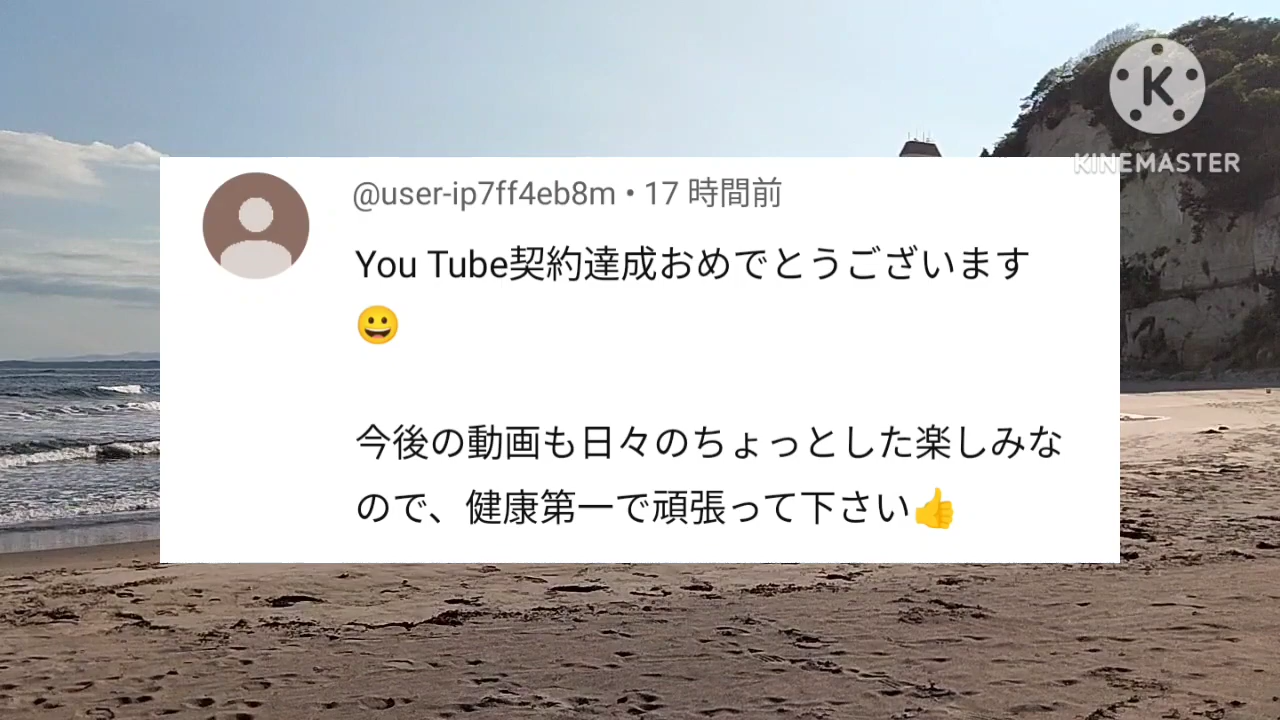 K
KINEMASTER
@user-ip7ff4eb8m • 17 時間前
You Tube契約達成おめでとうございます
😀
今後の動画も日々のちょっとした楽しみな
ので、健康第一で頑張って下さい👍